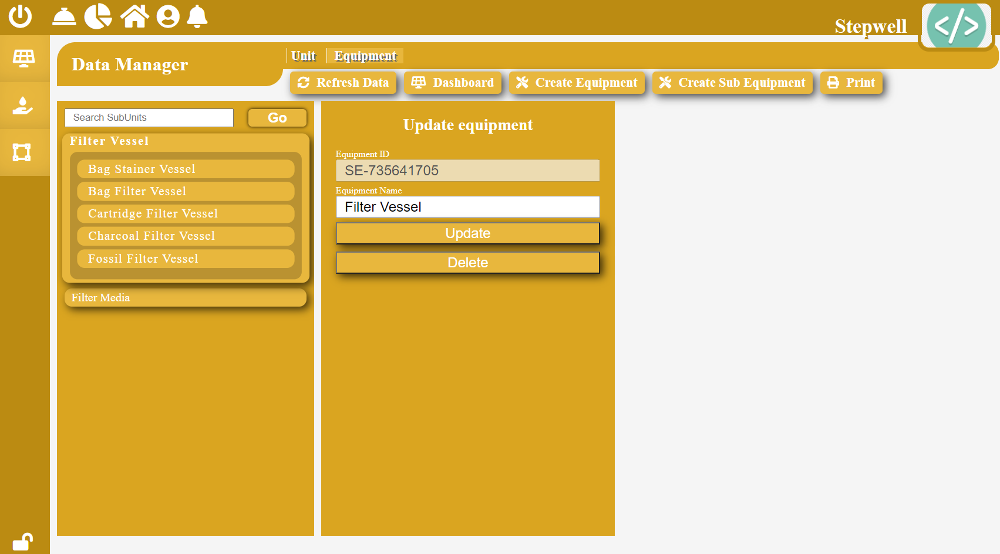 Stepwell
</>
Data Manager
Unit
Equipment
Refresh Data
Dashboard
Create Equipment
Create Sub Equipment
Print
Search SubUnits
Go
Filter Vessel
Bag Stainer Vessel
Bag Filter Vessel
Cartridge Filter Vessel
Charcoal Filter Vessel
Fossil Filter Vessel
Filter Media
Update equipment
Equipment ID
SE-735641705
Equipment Name
Filter Vessel
Update
Delete